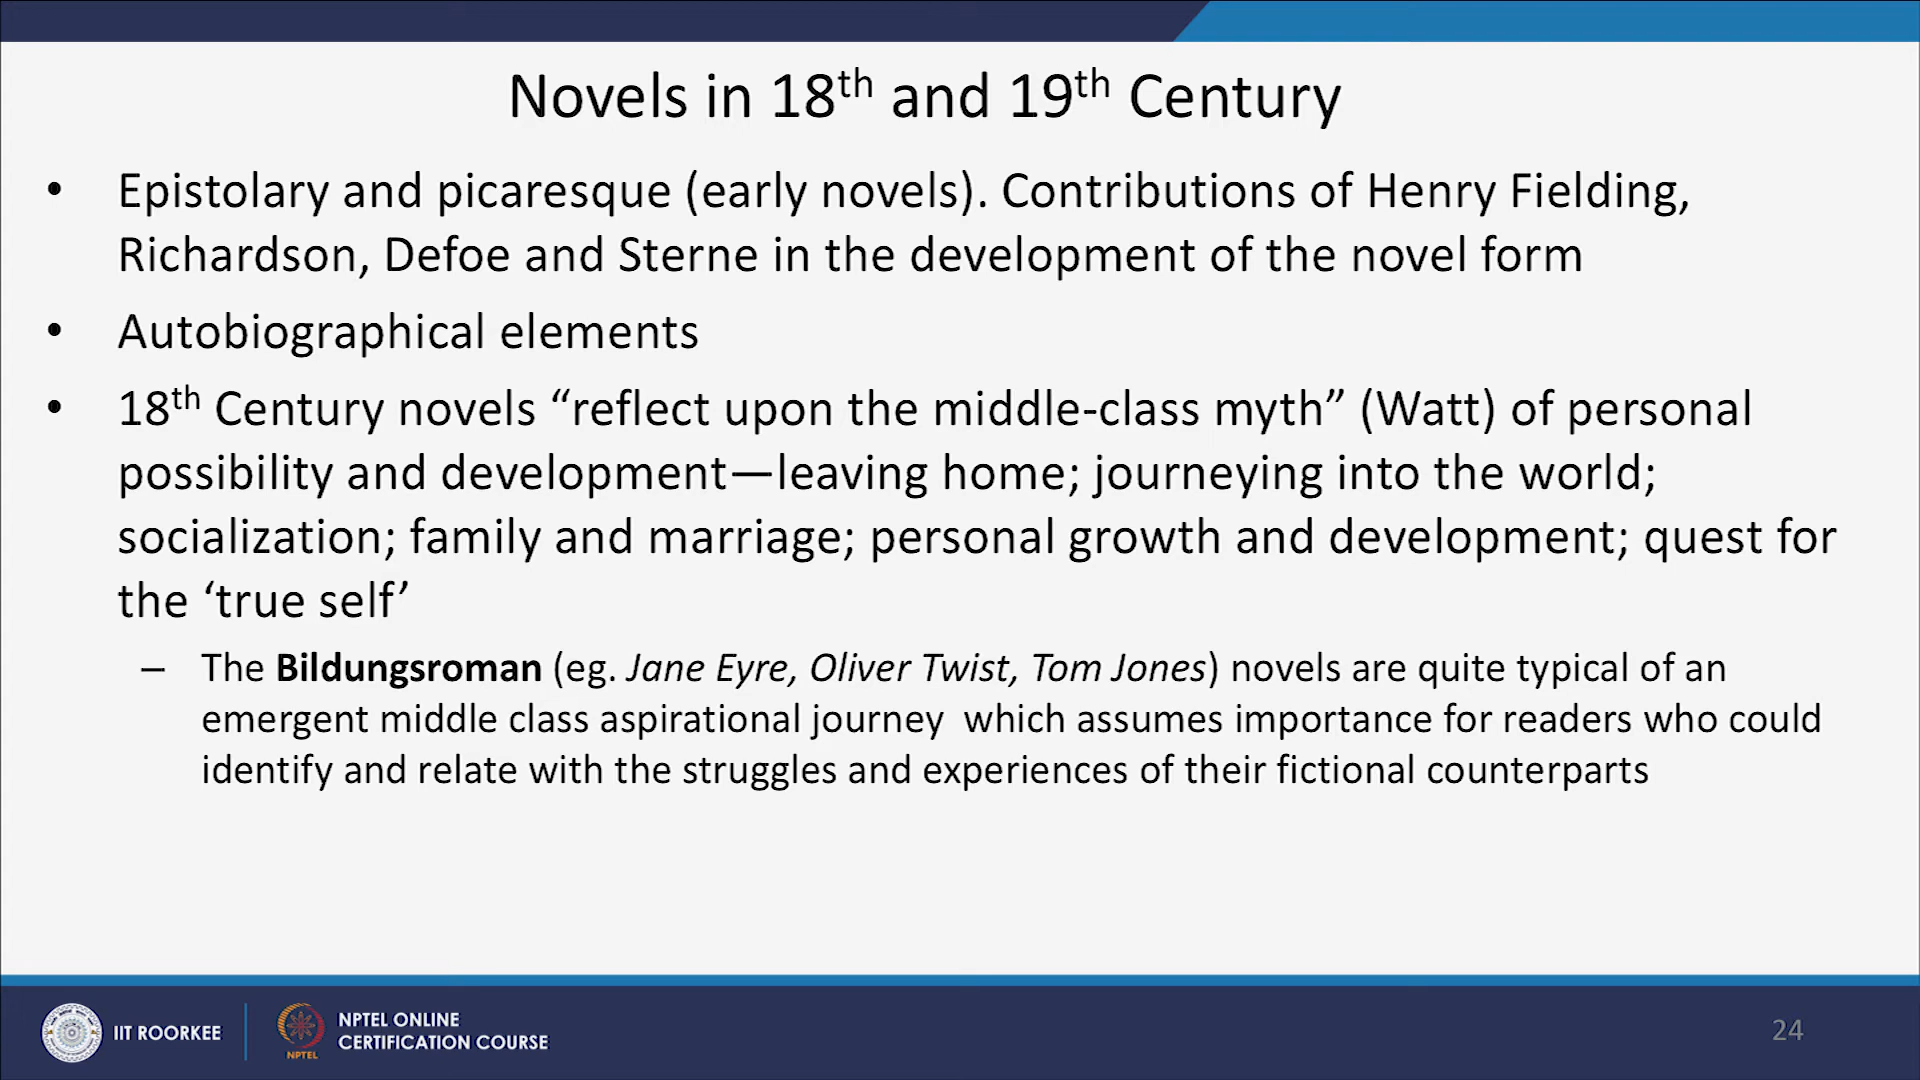 Novels in 18th and 19th Century
• Epistolary and picaresque (early novels). Contributions of Henry Fielding,
Richardson, Defoe and Sterne in the development of the novel form
• Autobiographical elements
• 18th Century novels “reflect upon the middle-class myth” (Watt) of personal
possibility and development—leaving home; journeying into the world;
socialization; family and marriage; personal growth and development; quest for
the ‘true self’
– The Bildungsroman (eg. Jane Eyre, Oliver Twist, Tom Jones) novels are quite typical of an
emergent middle class aspirational journey  which assumes importance for readers who could
identify and relate with the struggles and experiences of their fictional counterparts
IIT ROORKEE
NPTEL
NPTEL ONLINE
CERTIFICATION COURSE
24